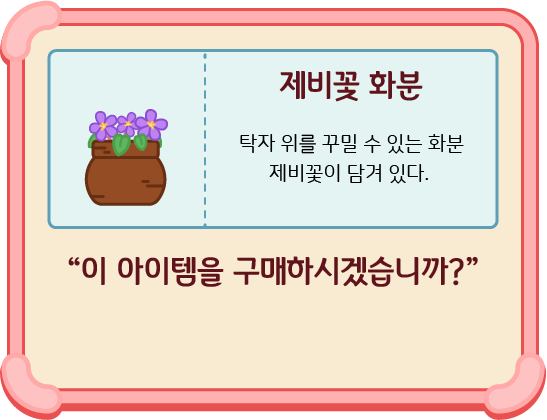 제비꽃 화분
탁자 위를 꾸밀 수 있는 화분
제비꽃이 담겨 있다.
“이 아이템을 구매하시겠습니까?”